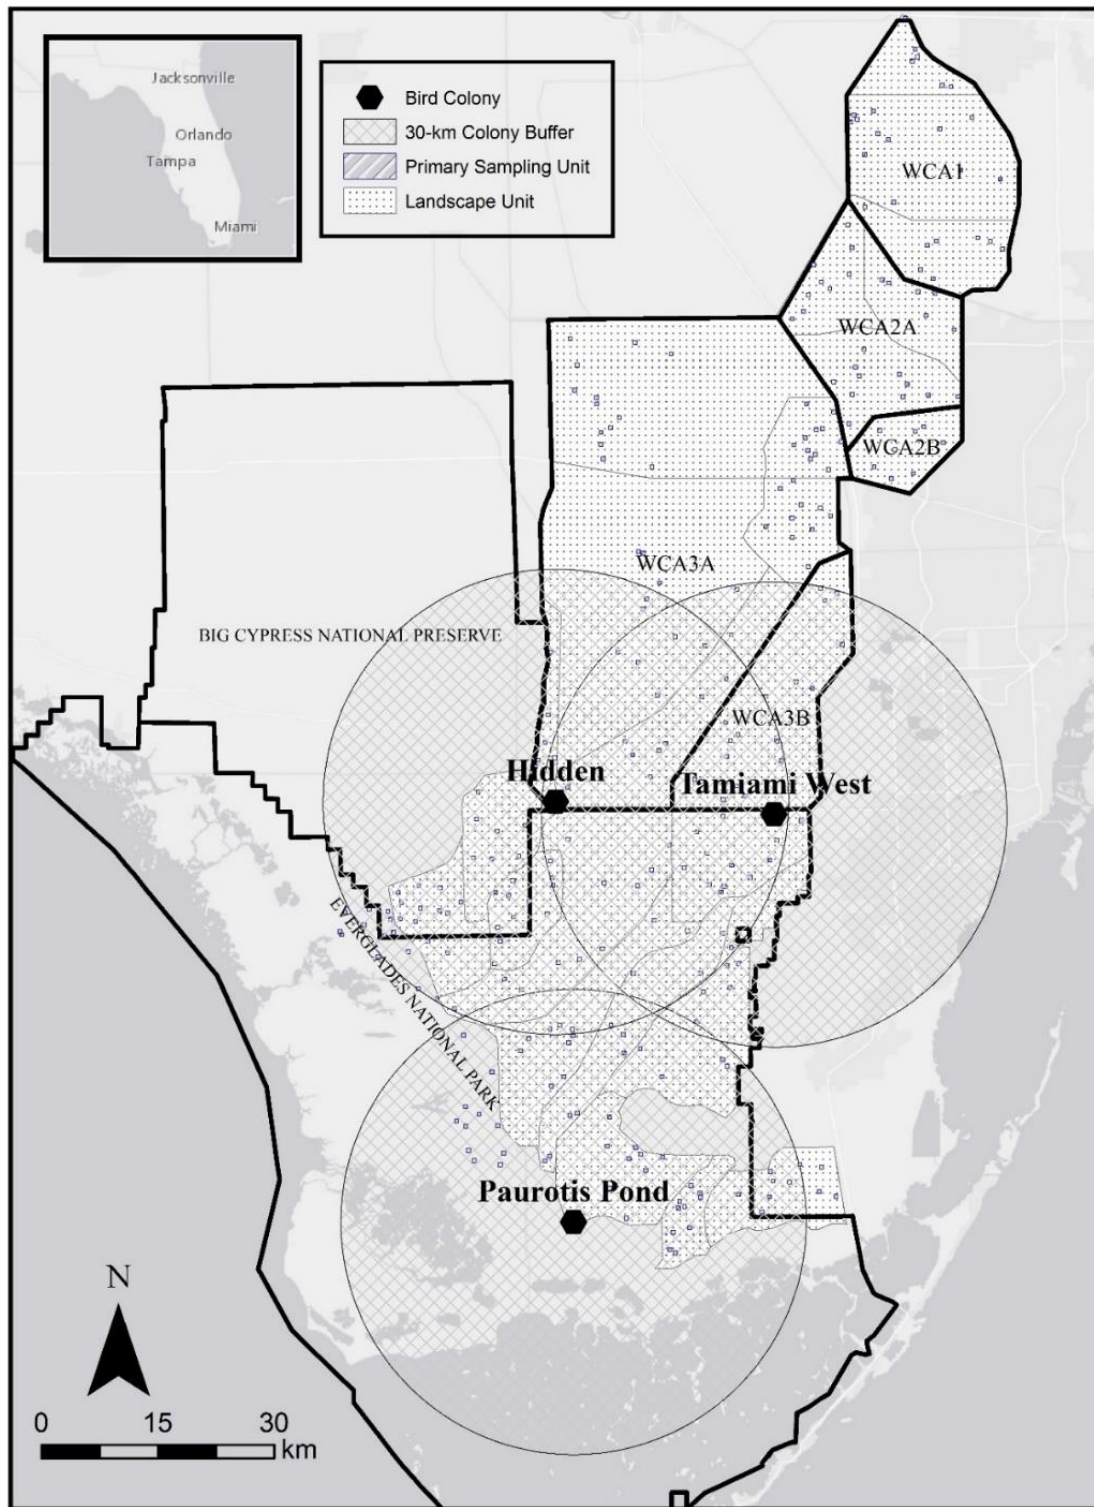 Jacksonville
Orlando
Tampa
Miami
Bird Colony
30-km Colony Buffer
Primary Sampling Unit
Landscape Unit
WCA1
WCA2A
WCA2B
WCA3A
BIG CYPRESS NATIONAL PRESERVE
WCA3B
Hidden
Tamiami West
EVERGLADES NATIONAL PARK
Paurotis Pond
N
0 15 30
km